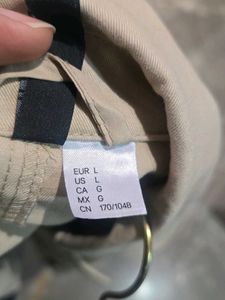 EUR L
US L
CA G
MX G
CN 170/104B